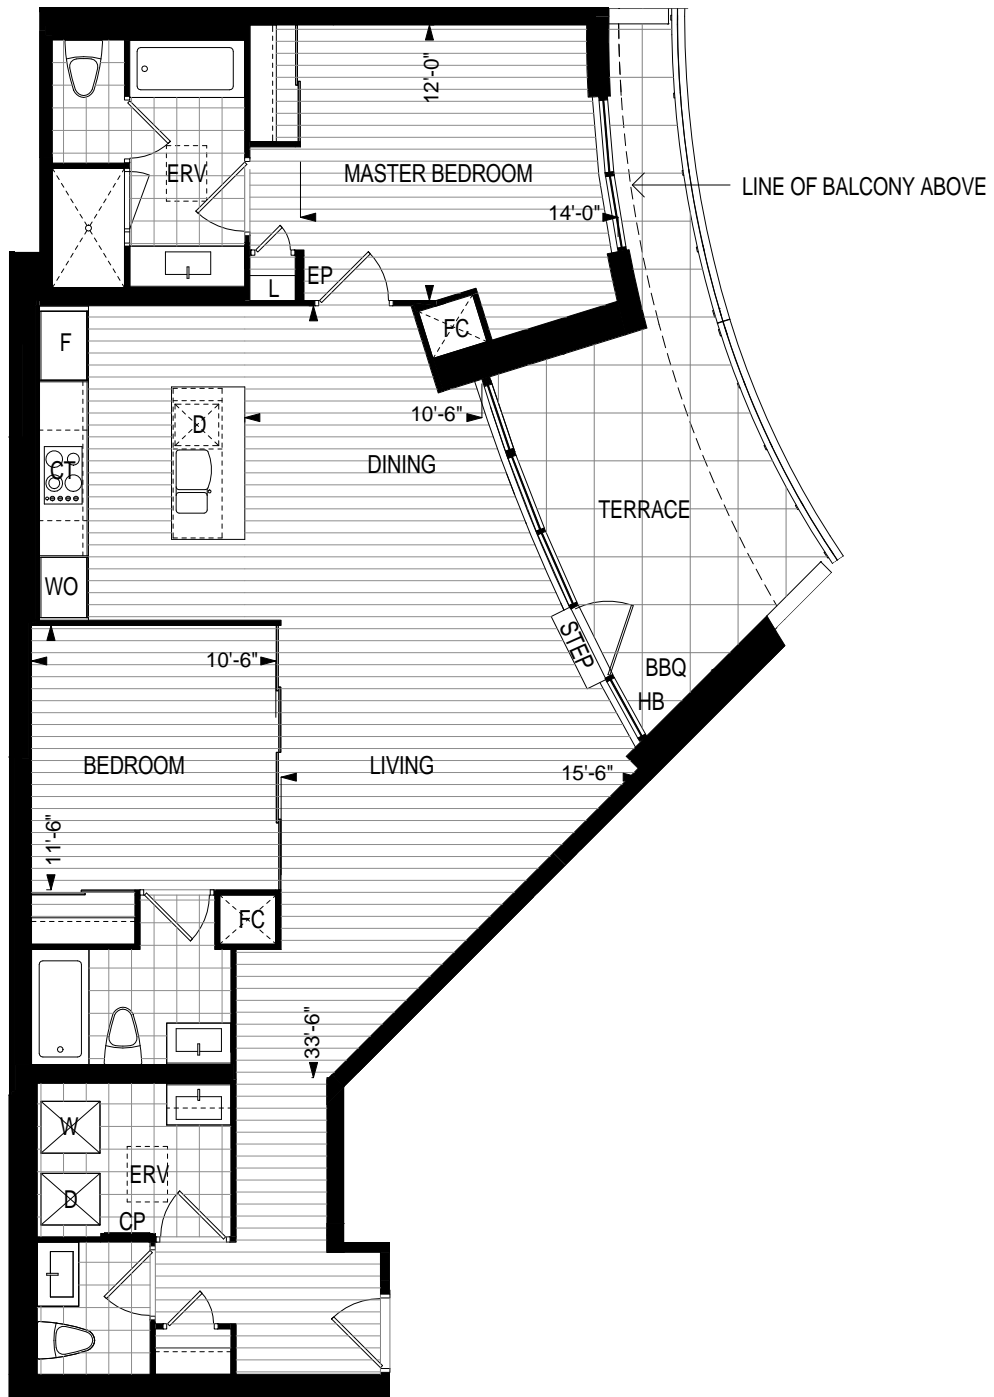 12'-0"
ERV
MASTER BEDROOM
LINE OF BALCONY ABOVE
14'-0"
EP
L
FC
F
10'-6"
D
DINING
CT
TERRACE
WO
STEP
10'-6"
BBQ
HB
BEDROOM
LIVING
15'-6"
11'-6"
FC
33'-6"
W
ERV
D
CP